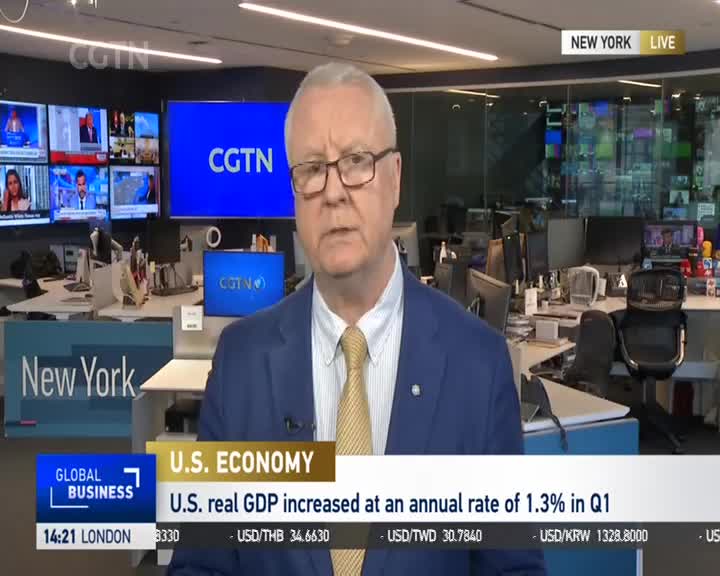 CGTN
NEW YORK LIVE
CGTN
CGTN
New York
U.S. ECONOMY
GLOBAL
BUSINESS
U.S. real GDP increased at an annual rate of 1.3% in Q1
14:21 LONDON
3330 - USD/THB 34.6630 - USD/TWD 30.7840 - USD/KRW 1328.8000 - US